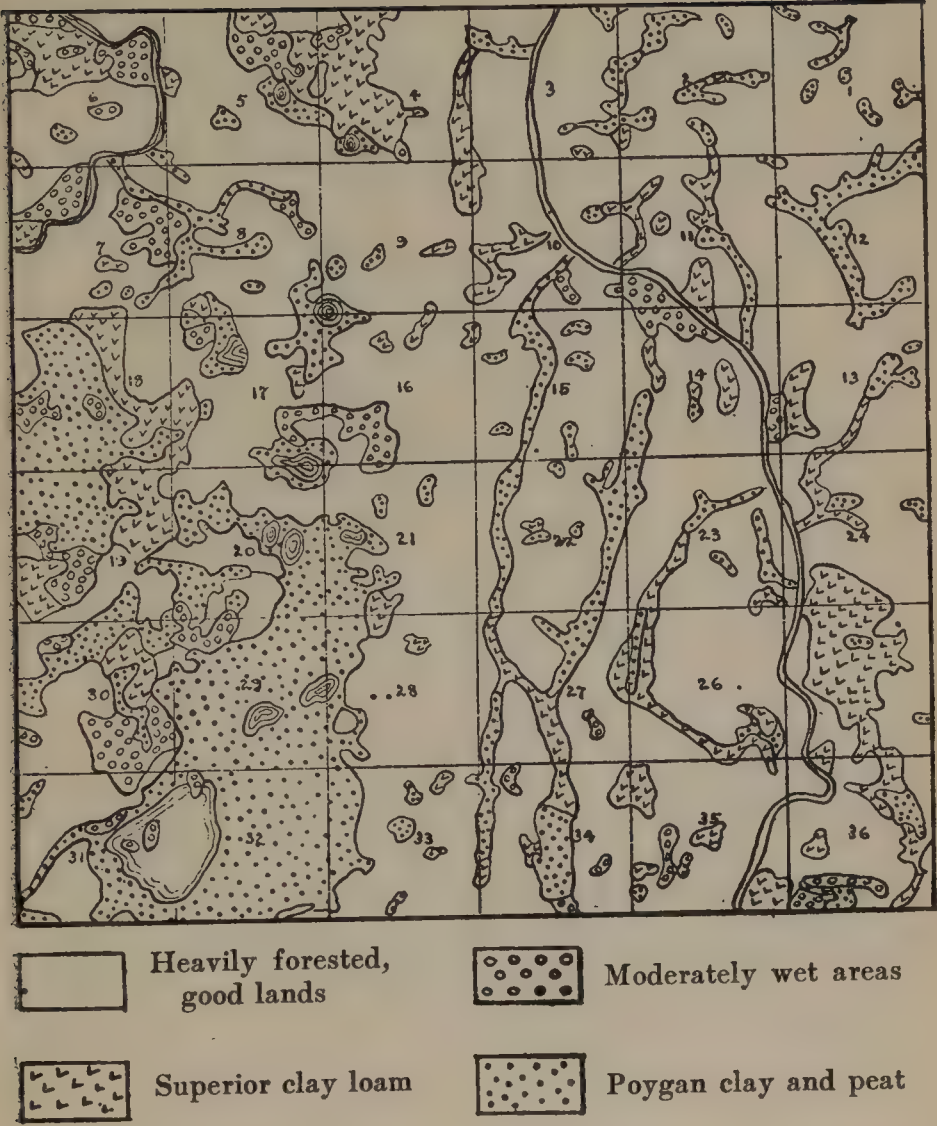 6 5 4 3 2 1
7 8 9 10 11 12
18 17 16 15 14 13
19 20 21 22 23 24
30 29 28 27 26
31 32 33 34 35 36
Heavily forested,
good lands
Moderately wet areas
Superior clay loam
Poygan clay and peat